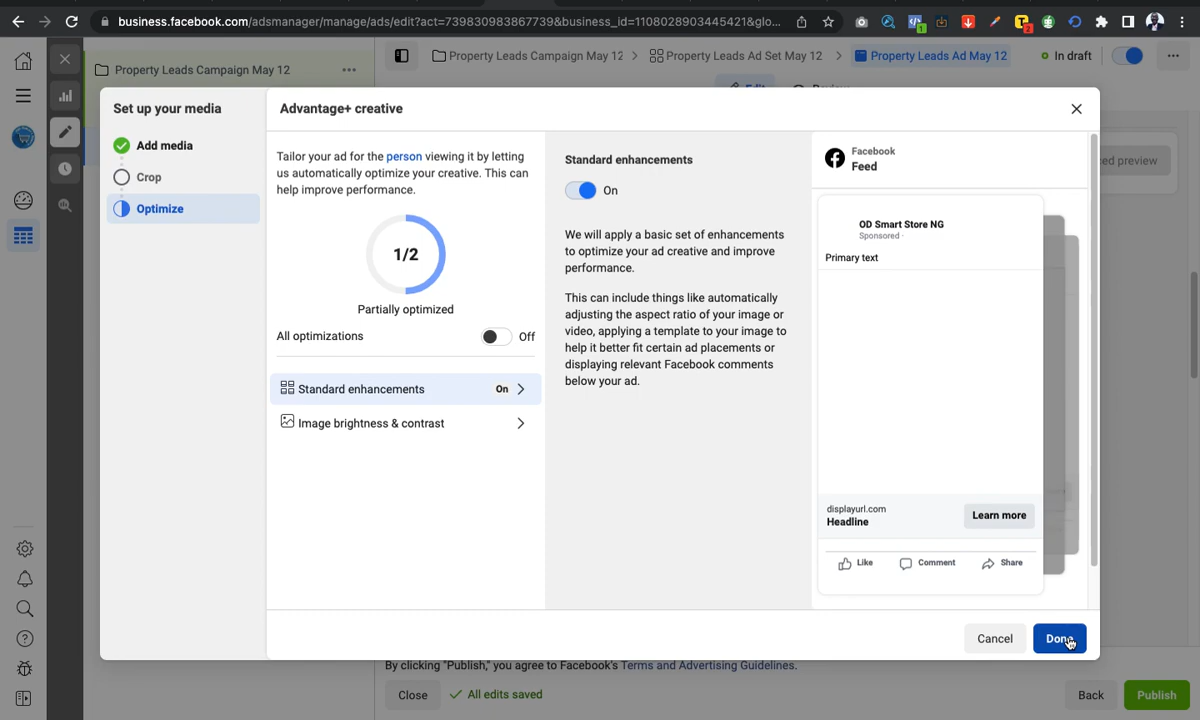 business.facebook.com/adsmanager/manage/ads/edit?act=739830983867739&business_id=1108028903445421&glo...
1
2
Property Leads Campaign May 12
Property Leads Campaign May 12
Property Leads Ad Set May 12
Property Leads Ad May 12
In draft
Set up your media
Add media
Crop
Optimize
Advantage+ creative
Tailor your ad for the person viewing it by letting
us automatically optimize your creative. This can
help improve performance.
1/2
Partially optimized
All optimizations
Off
Standard enhancements
On
Image brightness & contrast
Standard enhancements
On
We will apply a basic set of enhancements
to optimize your ad creative and improve
performance.
This can include things like automatically
adjusting the aspect ratio of your image or
video, applying a template to your image to
help it better fit certain ad placements or
displaying relevant Facebook comments
below your ad.
Facebook
Feed
ed preview
OD Smart Store NG
Sponsored ·
Primary text
displayurl.com
Headline
Learn more
Like
Comment
Share
Cancel
Done
By clicking "Publish," you agree to Facebook's Terms and Advertising Guidelines.
Close
All edits saved
Back
Publish